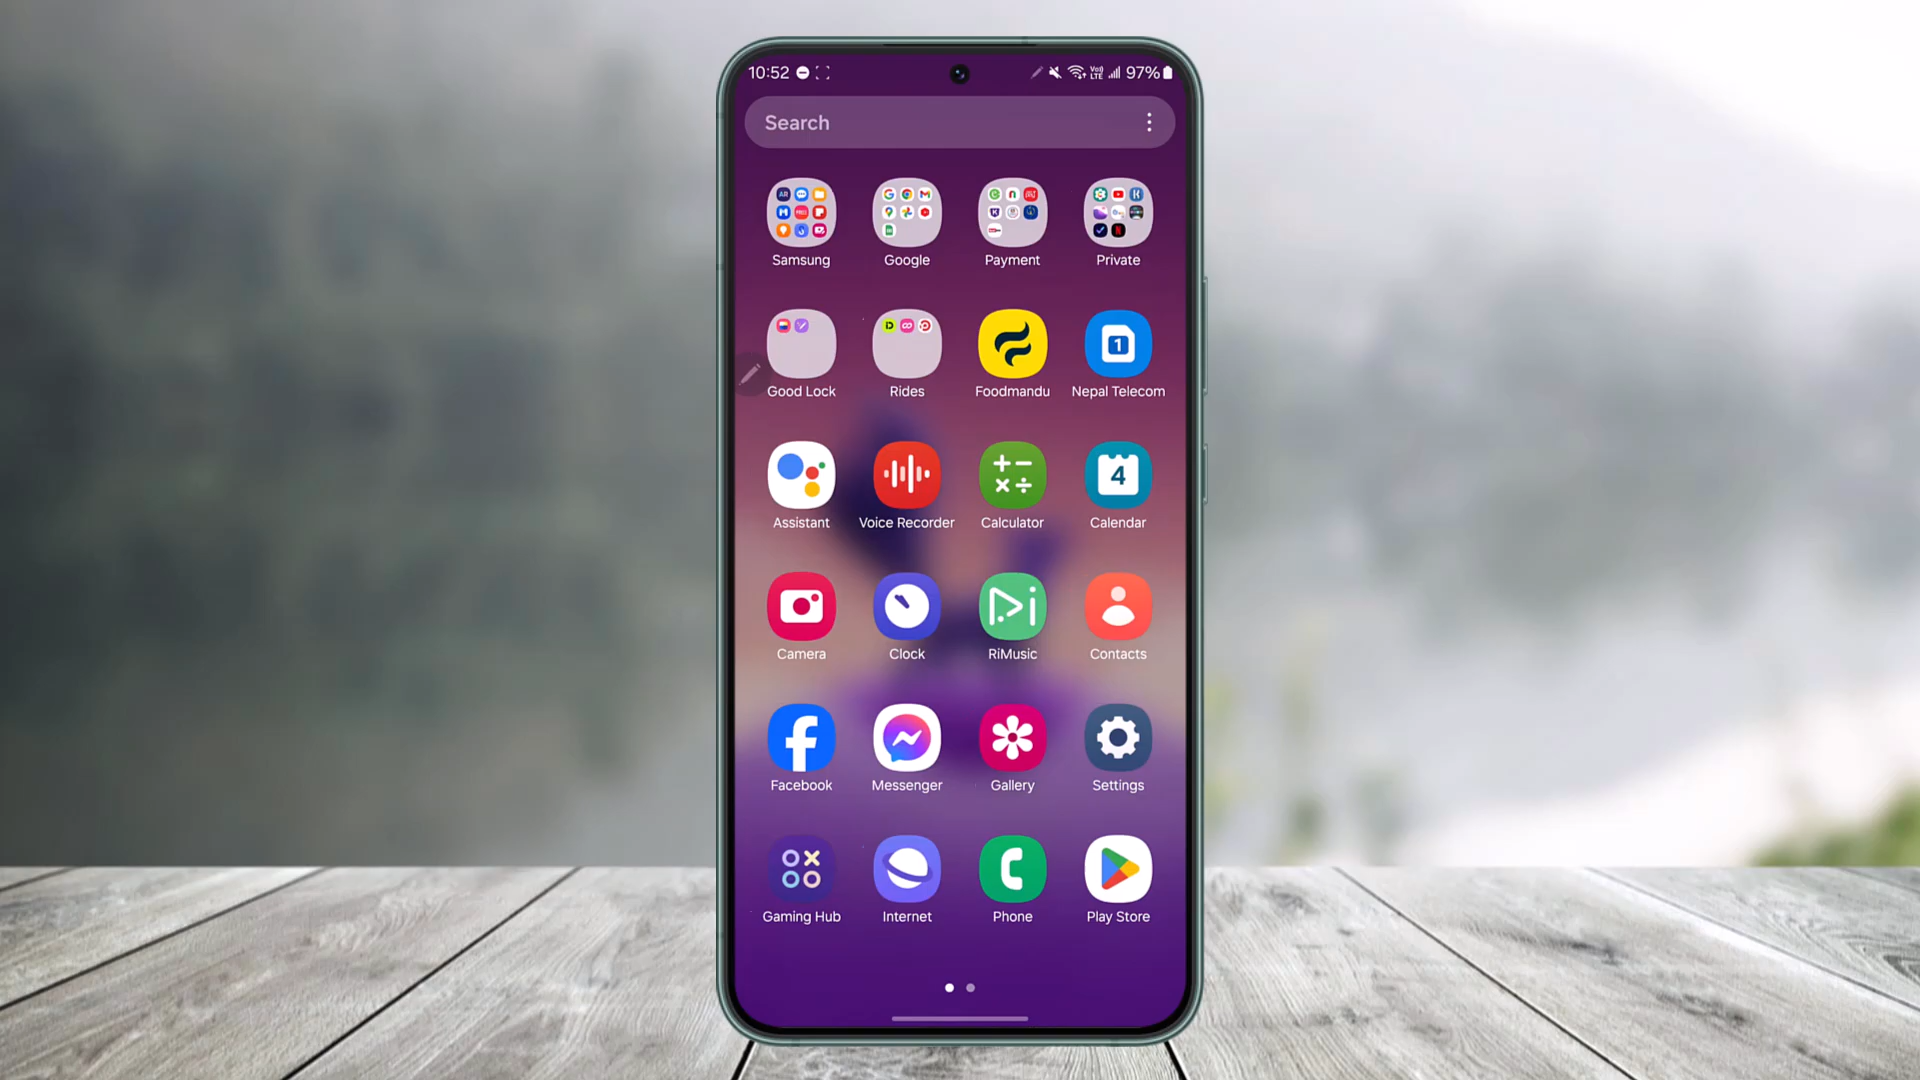 10:52 97%
Search
Samsung Google Payment Private
Good Lock Rides Foodmandu Nepal Telecom
Assistant Voice Recorder Calculator Calendar
Camera Clock RiMusic Contacts
Facebook Messenger Gallery Settings
Gaming Hub Internet Phone Play Store